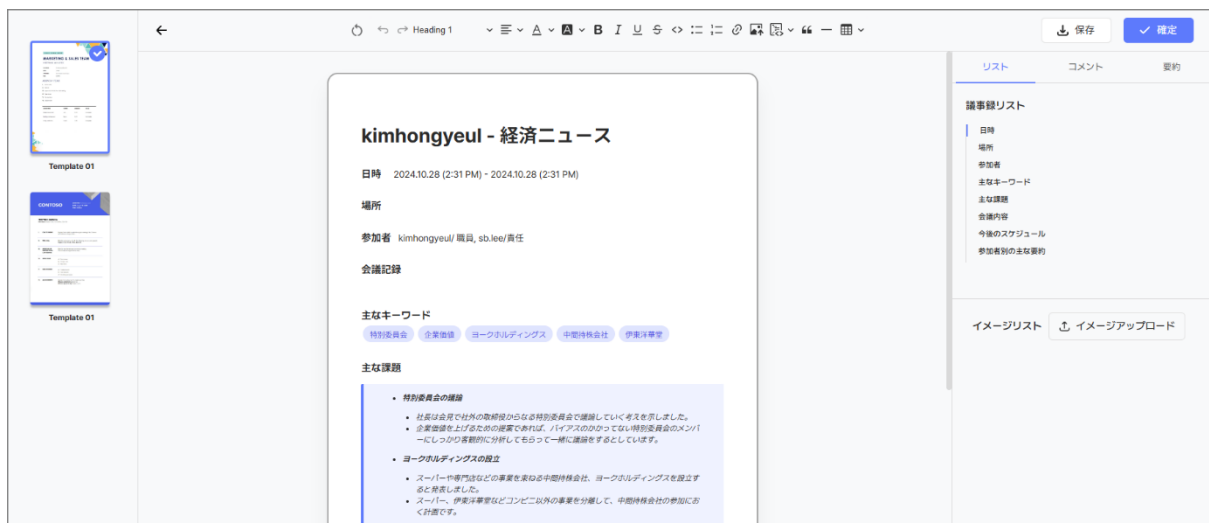 Heading 1
保存
確定
MARKETING & SALES TEAM
Template 01
CONTOSO
Template 01
kimhongyeul - 経済ニュース
日時 2024.10.28 (2:31 PM) - 2024.10.28 (2:31 PM)
場所
参加者 kimhongyeul/ 職員, sb.lee/責任
会議記録
主なキーワード
特別委員会 企業価値 ヨークホルディングス 中間持株会社 伊東洋華堂
主な課題
特別委員会の議論
社長は会見で社外の取締役からなる特別委員会で議論していく考えを示しました。
企業価値を上げるための提案であれば、バイアスのかかってない特別委員会のメンバ
ーにしっかり客観的に分析してもらって一緒に議論をするとしています。
ヨークホルディングスの設立
スーパーや専門店などの事業を束ねる中間持株会社、ヨークホルディングスを設立す
ると発表しました。
スーパー、伊東洋華堂などコンビニ以外の事業を分離して、中間持株会社の参加にお
く計画です。
リスト コメント 要約
議事録リスト
日時
場所
参加者
主なキーワード
主な課題
会議内容
今後のスケジュール
参加者別の主な要約
イメージリスト イメージアップロード